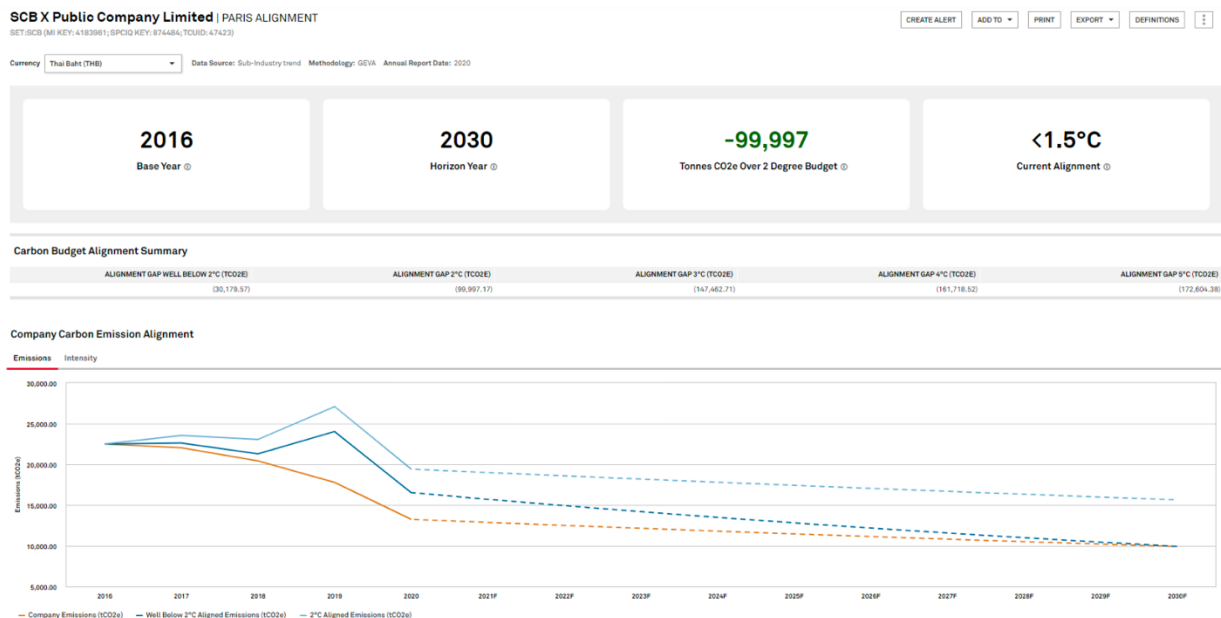 SCB X Public Company Limited | PARIS ALIGNMENT
SET:SCB (MI KEY: 4183981; SPCIQ KEY: 874484; TCUID: 47423)
CREATE ALERT ADD TO PRINT EXPORT DEFINITIONS
Currency Thai Baht (THB) Data Source: Sub-Industry trend Methodology: GEVA Annual Report Date: 2020
2016 2030 -99,997 <1.5°C
Base Year Horizon Year Tonnes CO2e Over 2 Degree Budget Current Alignment
Carbon Budget Alignment Summary
ALIGNMENT GAP WELL BELOW 2°C (TCO2E) ALIGNMENT GAP 2°C (TCO2E) ALIGNMENT GAP 3°C (TCO2E) ALIGNMENT GAP 4°C (TCO2E) ALIGNMENT GAP 5°C (TCO2E)
(30,179.57) (99,997.17) (147,462.71) (161,718.52) (172,604.38)
Company Carbon Emission Alignment
Emissions Intensity
30,000.00
25,000.00
20,000.00
15,000.00
10,000.00
5,000.00
Emissions (tCO2e)
2016 2017 2018 2019 2020 2021F 2022F 2023F 2024F 2025F 2026F 2027F 2028F 2029F 2030F
Company Emissions (tCO2e) Well Below 2°C Aligned Emissions (tCO2e) 2°C Aligned Emissions (tCO2e)